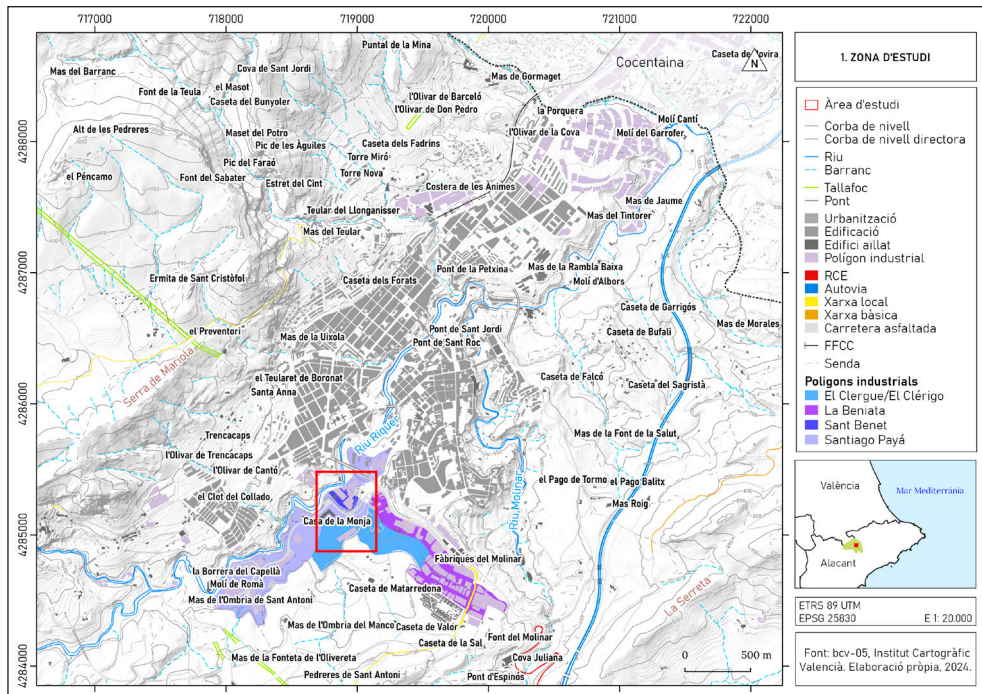 717000 718000 719000 720000 721000 722000
4288000
4287000
4286000
4285000
4284000
Puntal de la Mina
Caseta de Rovira
N
Mas del Barranc
Cova de Sant Jordi
Cocentaina
el Masot
Mas de Gormaget
Font de la Teula
Caseta del Bunyoler
l'Olivar de Barceló
l'Olivar de Don Pedro
la Porquera
Molí Cantí
Alt de les Pedreres
Maset del Potro
l'Olivar de la Cova
Molí del Garrofer
Pic de les Àguiles
Caseta dels Fadrins
Pic del Faraó
Torre Miró
el Péncamo
Font del Sabater
Torre Nova
Estret del Cint
Costera de les Ànimes
Mas de Jaume
Teular del Llonganisser
Mas del Tintorer
Mas del Teular
Ermita de Sant Cristòfol
Caseta dels Forats
Pont de la Petxina
Mas de la Rambla Baixa
Molí d'Albors
Caseta de Garrigós
el Preventori
Mas de la Uixola
Pont de Sant Jordi
Pont de Sant Roc
Caseta de Bufali
Mas de Morales
Serra de Mariola
el Teularet de Boronat
Santa Anna
Caseta de Falcó
Caseta del Sagristà
Trencacaps
Riu Riquer
Mas de la Font de la Salut
l'Olivar de Trencacaps
l'Olivar de Cantó
el Pago de Tormo
el Pago Balitx
el Clot del Collado
Riu Molinar
Mas Roig
Casa de la Monja
la Borrera del Capellà
Fàbriques del Molinar
Molí de Romà
Caseta de Matarredona
Mas de l'Ombria de Sant Antoni
La Serreta
Mas de l'Ombria del Manco
Caseta de Valor
Caseta de la Sal
Font del Molinar
Mas de la Fonteta de l'Olivereta
Cova Juliana
Pedreres de Sant Antoni
Pont d'Espinós
0 500 m
1. ZONA D'ESTUDI
Àrea d'estudi
Corba de nivell
Corba de nivell directora
Riu
Barranc
Tallafoc
Pont
Urbanització
Edificació
Edifici aillat
Polígon industrial
RCE
Autovia
Xarxa local
Xarxa bàsica
Carretera asfaltada
FFCC
Senda
Poligons industrials
El Clergue/El Clérigo
La Beniata
Sant Benet
Santiago Payá
València
Mar Mediterrània
Alacant
ETRS 89 UTM
EPSG 25830
E 1: 20.000
Font: bcv-05, Institut Cartogràfic
Valencià. Elaboració pròpia, 2024.